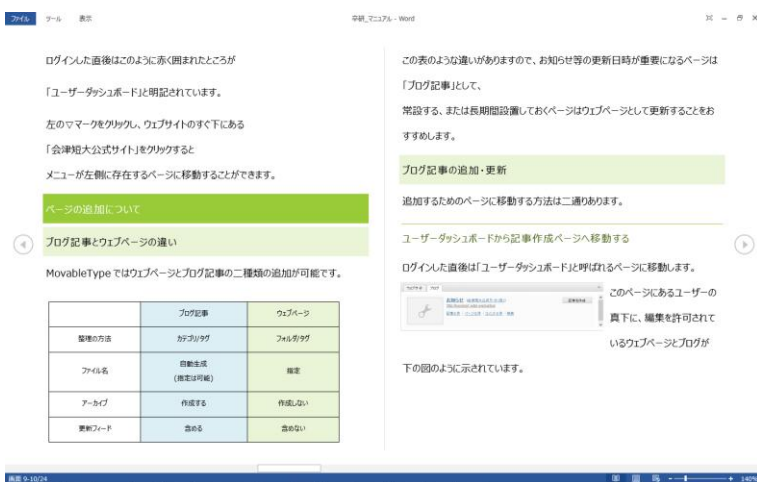 ファイル ツール 表示
卒研_マニュアル - Word
ログインした直後はこのように赤く囲まれたところが
「ユーザーダッシュボード」と明記されています。
左の▽マークをクリックし、ウェブサイトのすぐ下にある
「会津短大公式サイト」をクリックすると
メニューが左側に存在するページに移動することができます。
ページの追加について
ブログ記事とウェブページの違い
MovableType ではウェブページとブログ記事の二種類の追加が可能です。
ブログ記事 ウェブページ
整理の方法 カテゴリ/タグ フォルダ/タグ
ファイル名 自動生成 指定
(指定は可能)
アーカイブ 作成する 作成しない
更新フィード 含める 含めない
この表のような違いがありますので、お知らせ等の更新日時が重要になるページは
「ブログ記事」として、
常設する、または長期間設置しておくページはウェブページとして更新することをお
すすめします。
ブログ記事の追加・更新
追加するためのページに移動する方法は二通りあります。
ユーザーダッシュボードから記事作成ページへ移動する
ログインした直後は「ユーザーダッシュボード」と呼ばれるページに移動します。
このページにあるユーザーの
真下に、編集を許可されて
いるウェブページとブログが
下の図のように示されています。
画面 9-10/24
140%